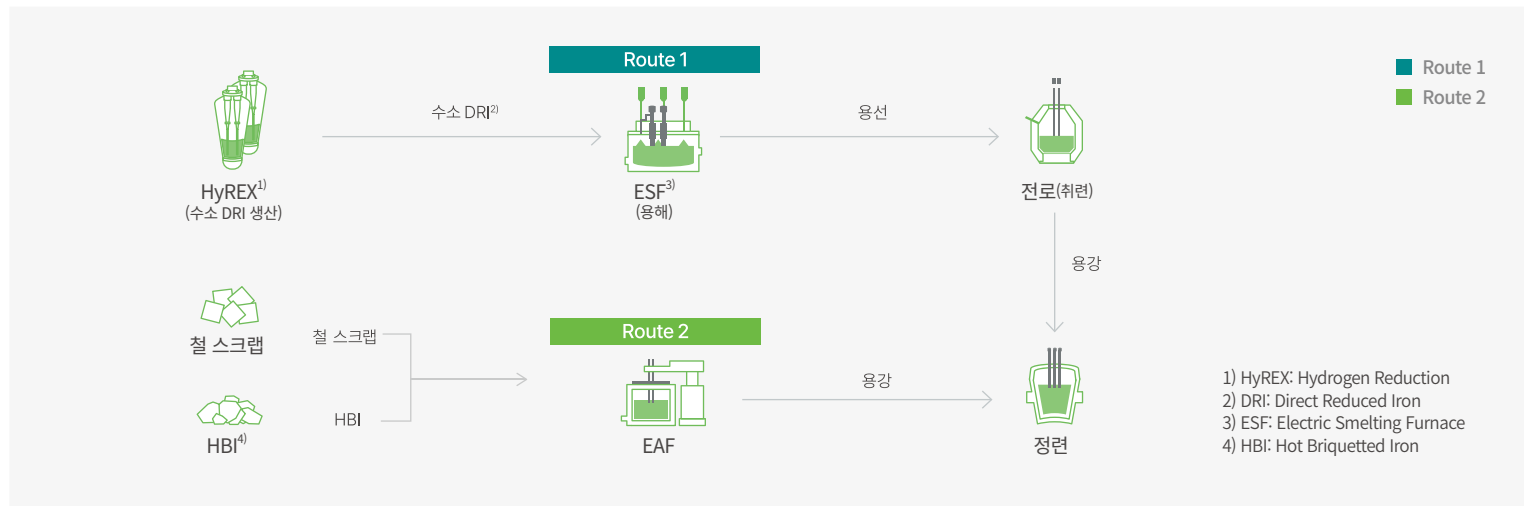 Route 1
Route 1
Route 2
수소 DRI2)
용선
HyREX1)
(수소 DRI 생산)
ESF3)
(용해)
전로(취련)
용강
철 스크랩
철 스크랩
HBI
HBI4)
Route 2
EAF
용강
정련
1) HyREX: Hydrogen Reduction
2) DRI: Direct Reduced Iron
3) ESF: Electric Smelting Furnace
4) HBI: Hot Briquetted Iron